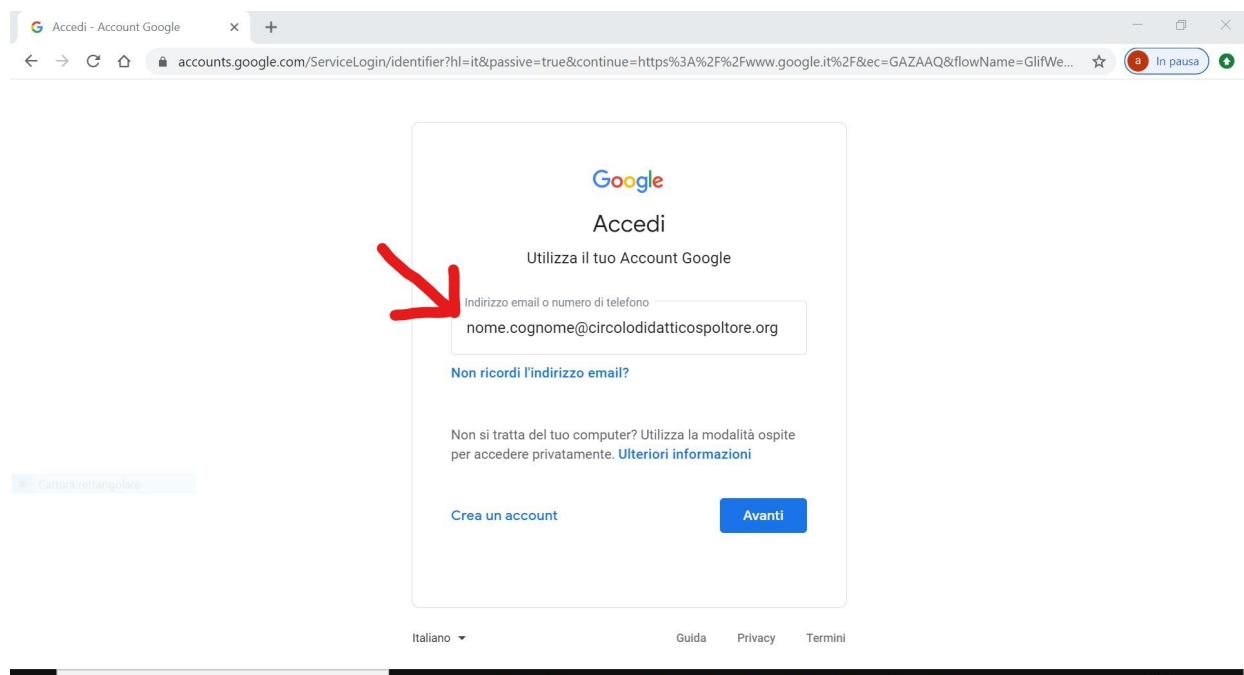 Accedi - Account Google
accounts.google.com/ServiceLogin/identifier?hl=it&passive=true&continue=https%3A%2F%2Fwww.google.it%2F&ec=GAZAAQ&flowName=GlifWe...
a In pausa
Google
Accedi
Utilizza il tuo Account Google
Indirizzo email o numero di telefono
nome.cognome@circolodidatticospoltore.org
Non ricordi l'indirizzo email?
Non si tratta del tuo computer? Utilizza la modalità ospite
per accedere privatamente. Ulteriori informazioni
Cattura rettangolare
Crea un account
Avanti
Italiano
Guida
Privacy
Termini